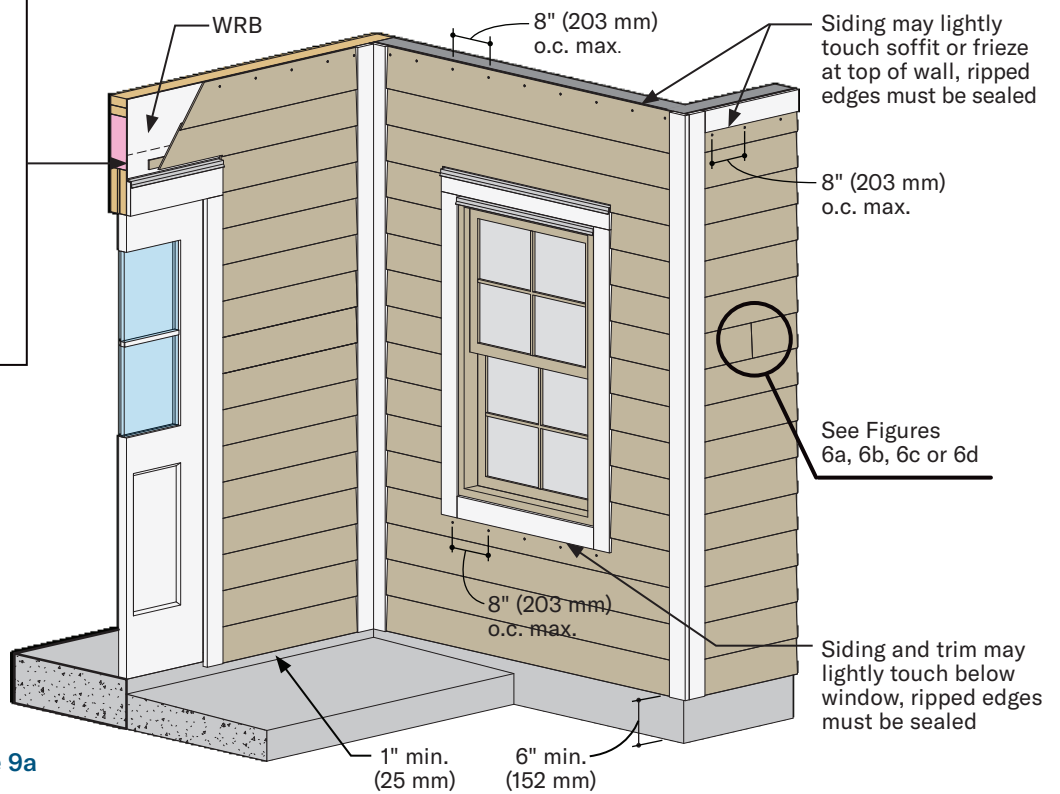 WRB
8" (203 mm)
o.c. max.
Siding may lightly
touch soffit or frieze
at top of wall, ripped
edges must be sealed
8" (203 mm)
o.c. max.
See Figures
6a, 6b, 6c or 6d
8" (203 mm)
o.c. max.
Siding and trim may
lightly touch below
window, ripped edges
must be sealed
1" min.
(25 mm)
6" min.
(152 mm)
9a